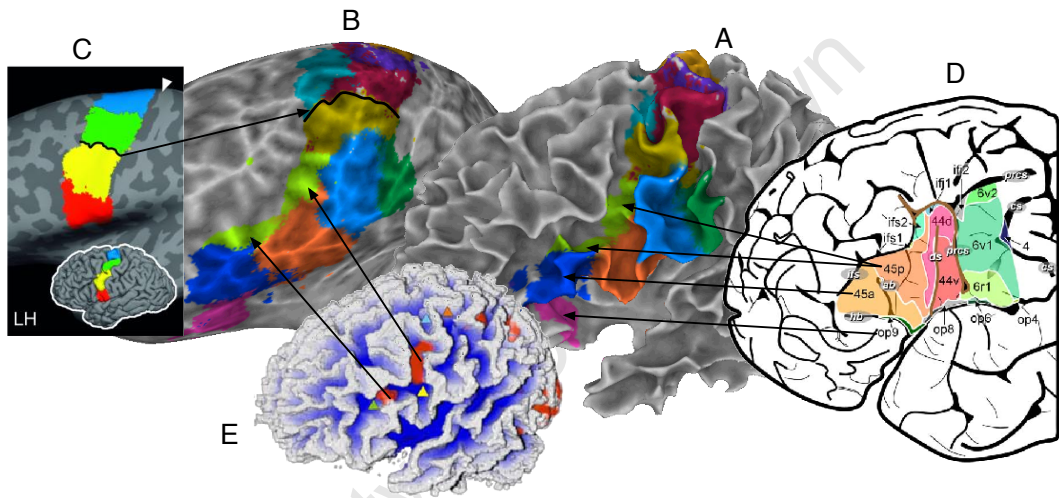 C
B
A
D
E
LH
wn
ifj1
ifj2
prcs
6v2
cs
ifs2
44d
ifs1
6v1
4
ds
prcs
cs
45p
ifs
ab
44v
45a
6r1
hb
op9
op8
op6
op4